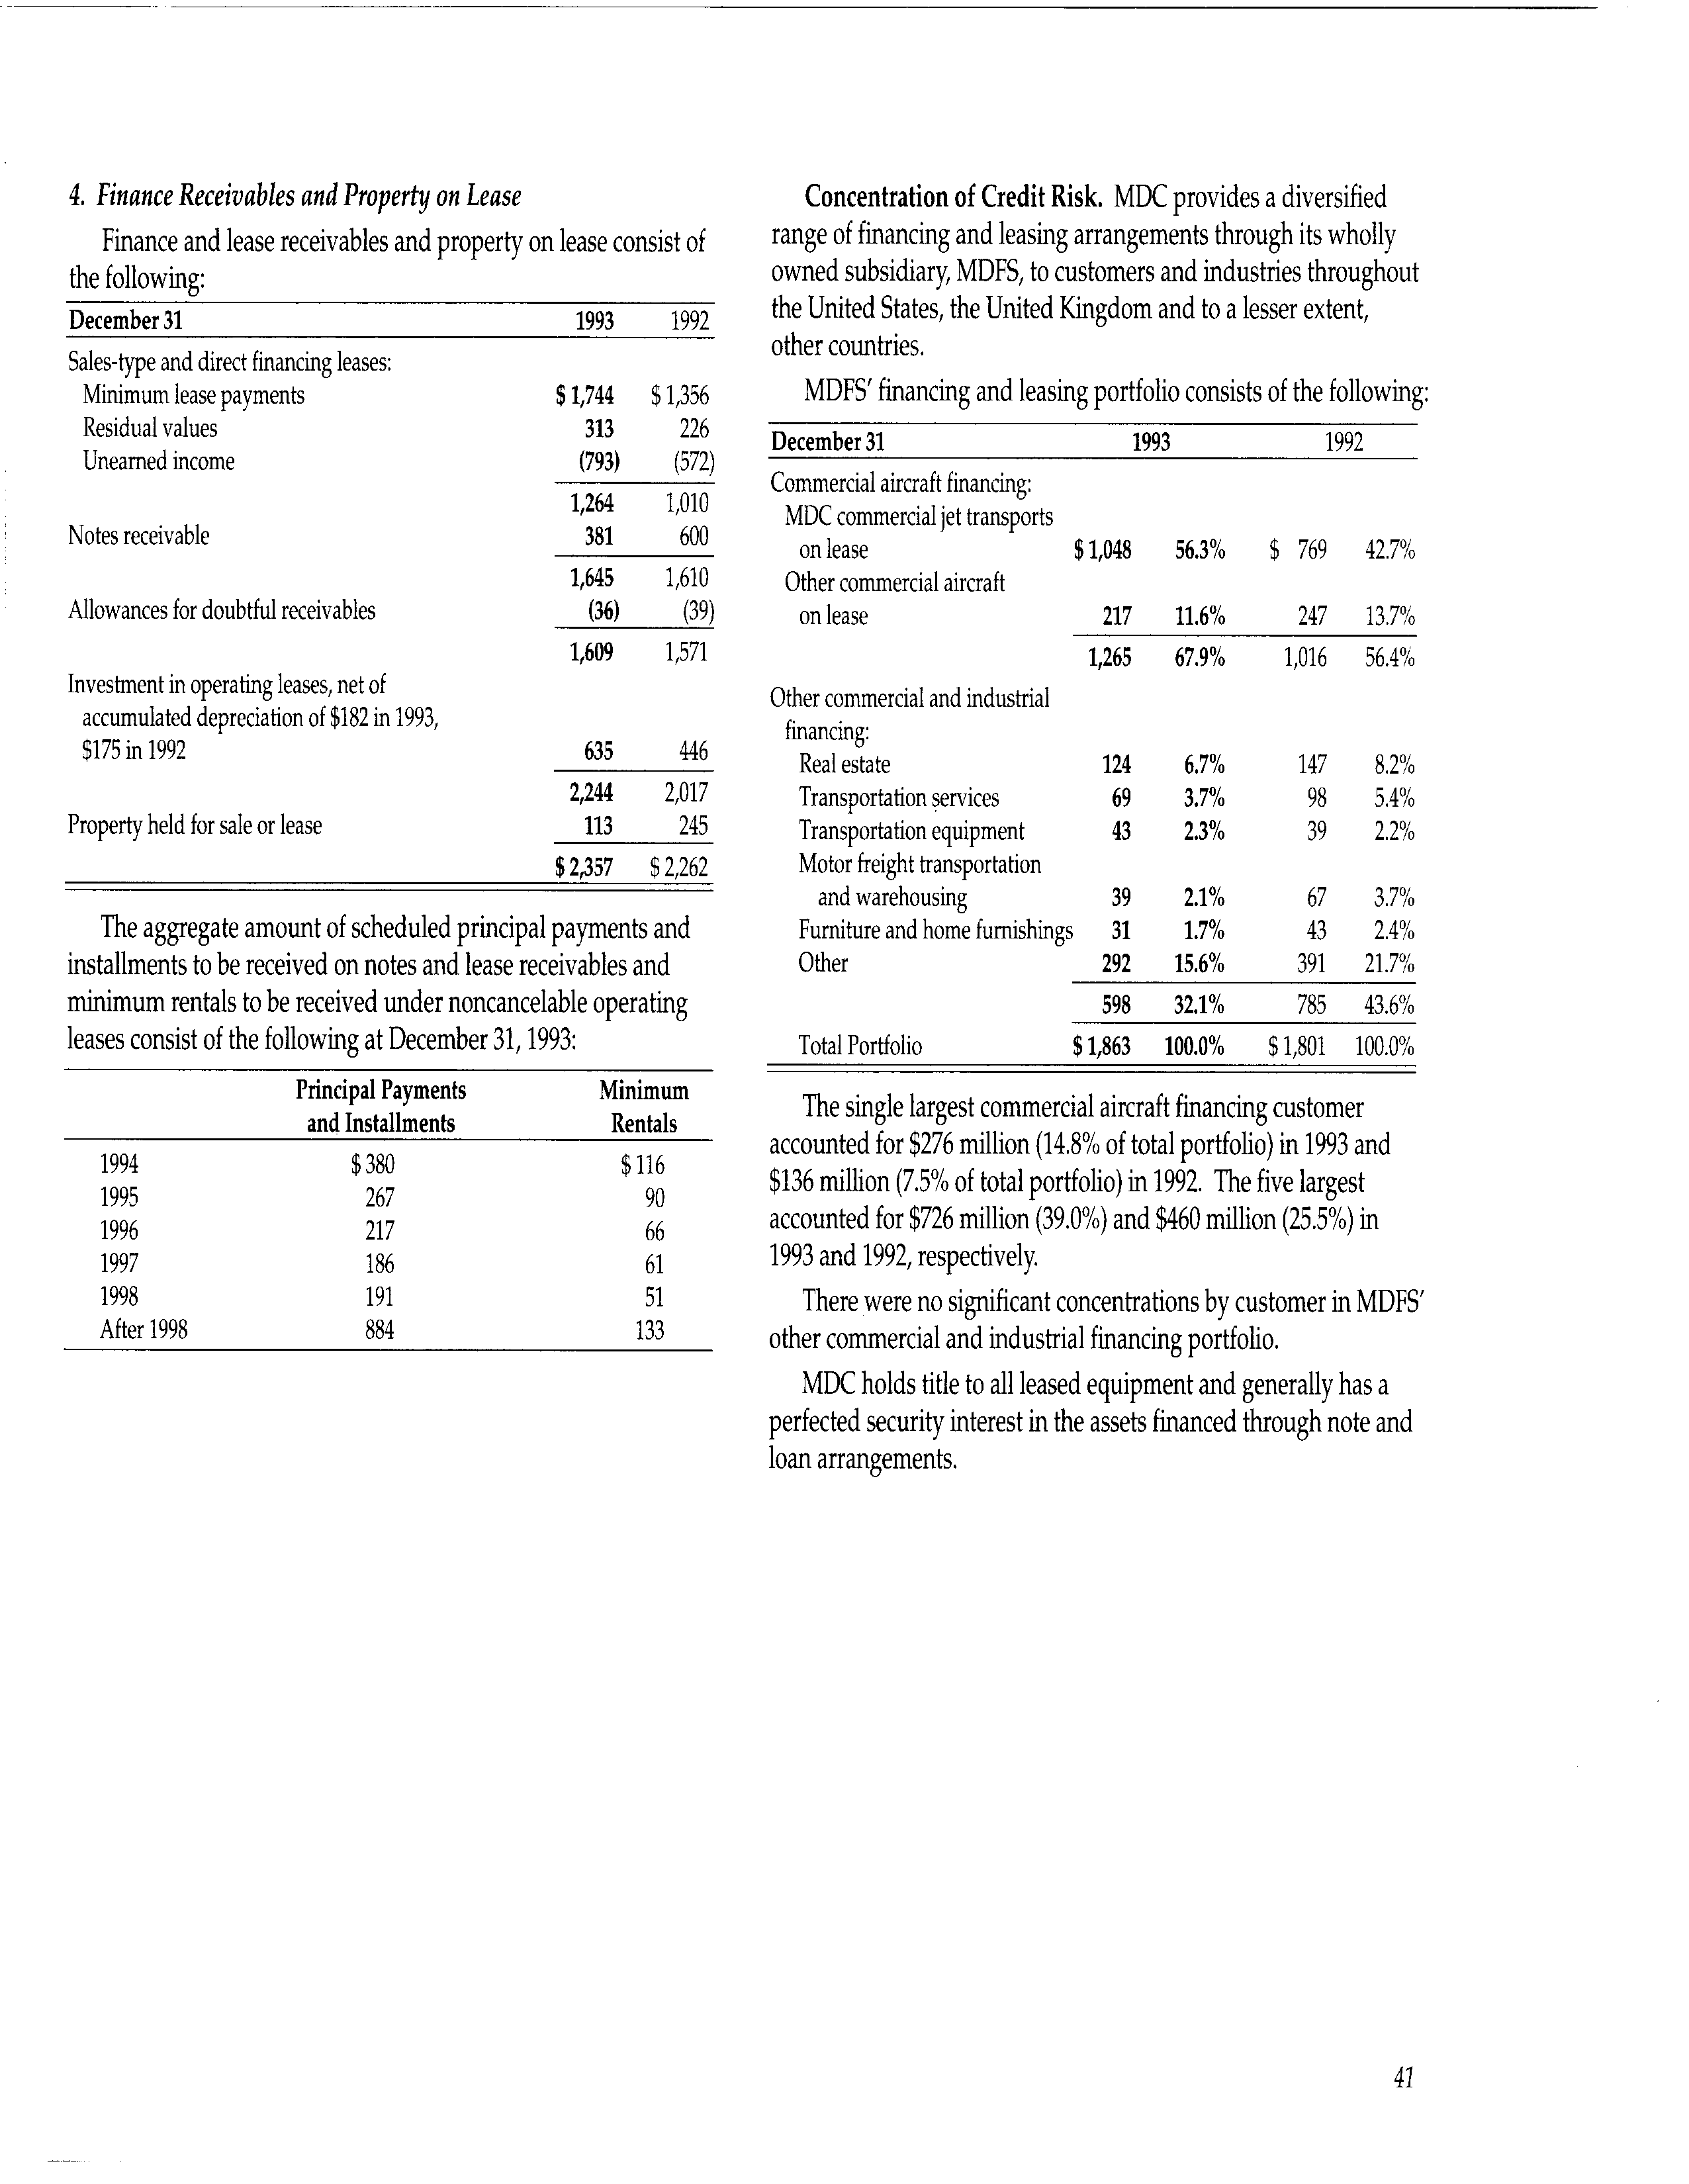 4. Finance Receivables and Property on Lease
Finance and lease receivables and property on lease consist of
the following:
December 31 1993 1992
Sales-type and direct financing leases:
Minimum lease payments $ 1,744 $ 1,356
Residual values 313 226
Unearned income (793) (572)
1,264 1,010
Notes receivable 381 600
1,645 1,610
Allowances for doubtful receivables (36) (39)
1,609 1,571
Investment in operating leases, net of
accumulated depreciation of $182 in 1993,
$175 in 1992 635 446
2,244 2,017
Property held for sale or lease 113 245
$ 2,357 $ 2,262
The aggregate amount of scheduled principal payments and
installments to be received on notes and lease receivables and
minimum rentals to be received under noncancelable operating
leases consist of the following at December 31, 1993:
Principal Payments Minimum
and Installments Rentals
1994 $ 380 $ 116
1995 267 90
1996 217 66
1997 186 61
1998 191 51
After 1998 884 133
Concentration of Credit Risk. MDC provides a diversified
range of financing and leasing arrangements through its wholly
owned subsidiary, MDFS, to customers and industries throughout
the United States, the United Kingdom and to a lesser extent,
other countries.
MDFS' financing and leasing portfolio consists of the following:
December 31 1993 1992
Commercial aircraft financing:
MDC commercial jet transports
on lease $ 1,048 56.3% $ 769 42.7%
Other commercial aircraft
on lease 217 11.6% 247 13.7%
1,265 67.9% 1,016 56.4%
Other commercial and industrial
financing:
Real estate 124 6.7% 147 8.2%
Transportation services 69 3.7% 98 5.4%
Transportation equipment 43 2.3% 39 2.2%
Motor freight transportation
and warehousing 39 2.1% 67 3.7%
Furniture and home furnishings 31 1.7% 43 2.4%
Other 292 15.6% 391 21.7%
598 32.1% 785 43.6%
Total Portfolio $ 1,863 100.0% $ 1,801 100.0%
The single largest commercial aircraft financing customer
accounted for $276 million (14.8% of total portfolio) in 1993 and
$136 million (7.5% of total portfolio) in 1992. The five largest
accounted for $726 million (39.0%) and $460 million (25.5%) in
1993 and 1992, respectively.
There were no significant concentrations by customer in MDFS'
other commercial and industrial financing portfolio.
MDC holds title to all leased equipment and generally has a
perfected security interest in the assets financed through note and
loan arrangements.
41